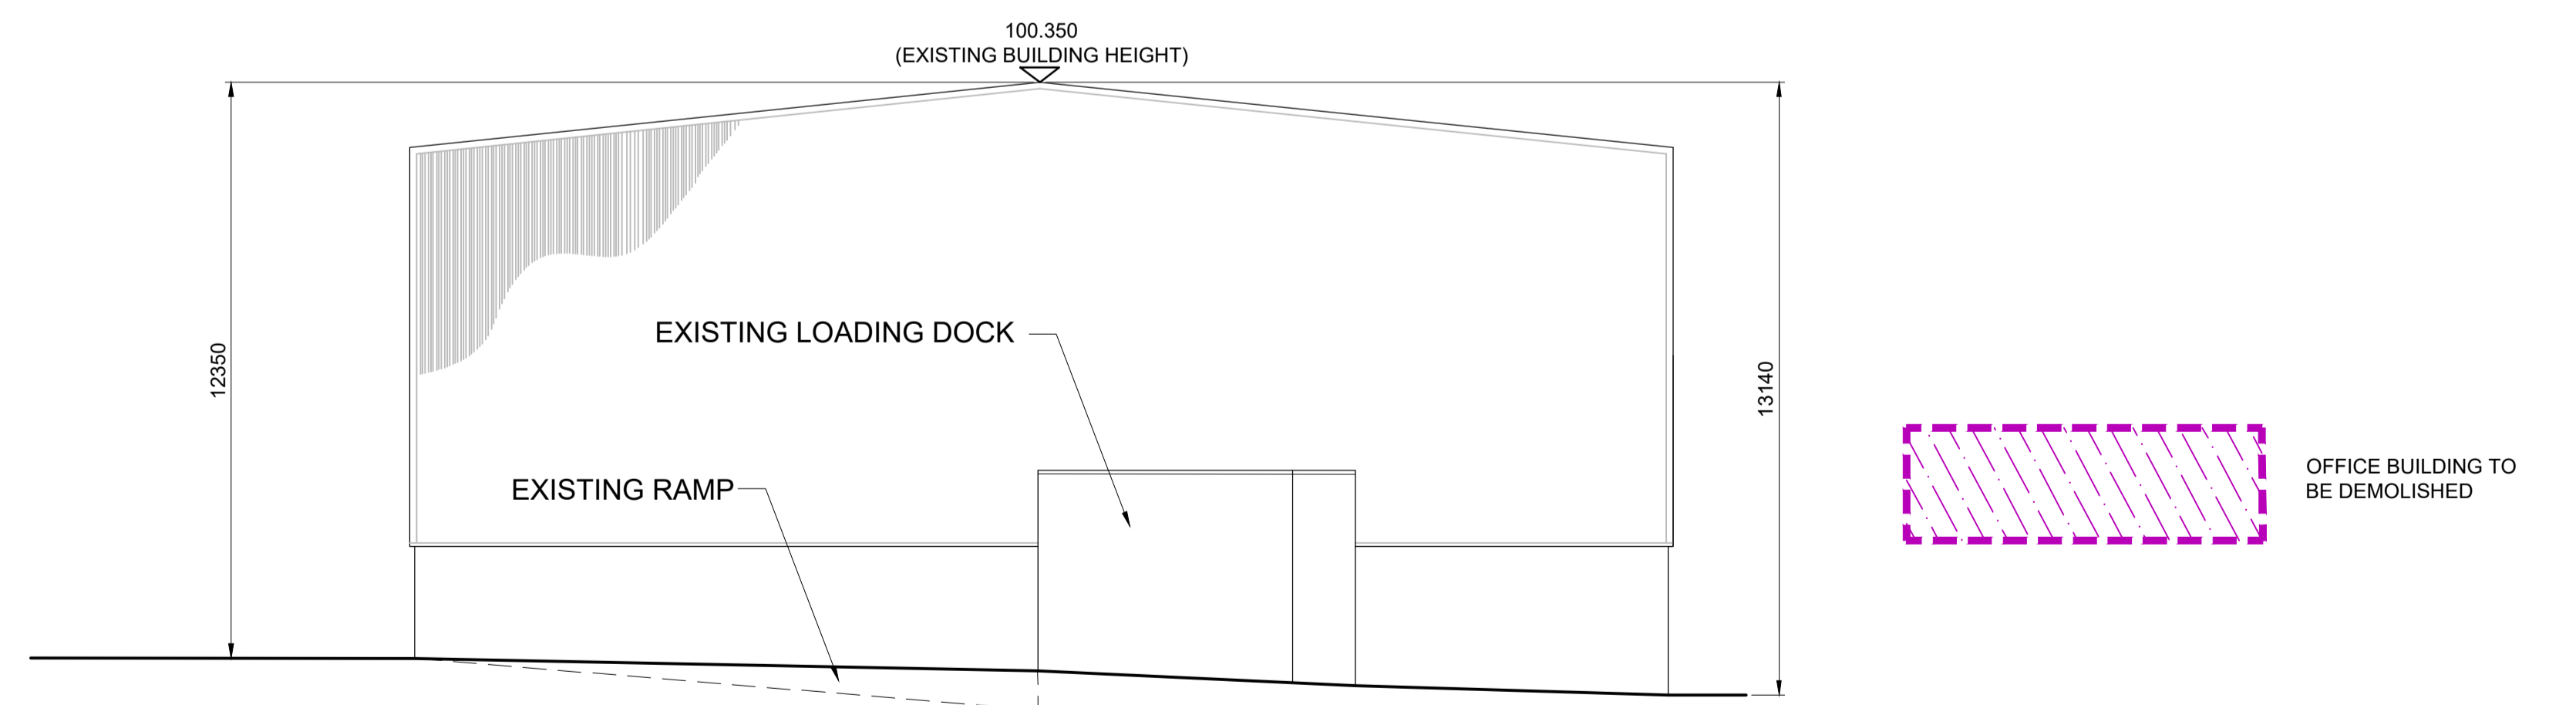 100.350
(EXISTING BUILDING HEIGHT)
12350
EXISTING LOADING DOCK
13140
EXISTING RAMP
OFFICE BUILDING TO
BE DEMOLISHED